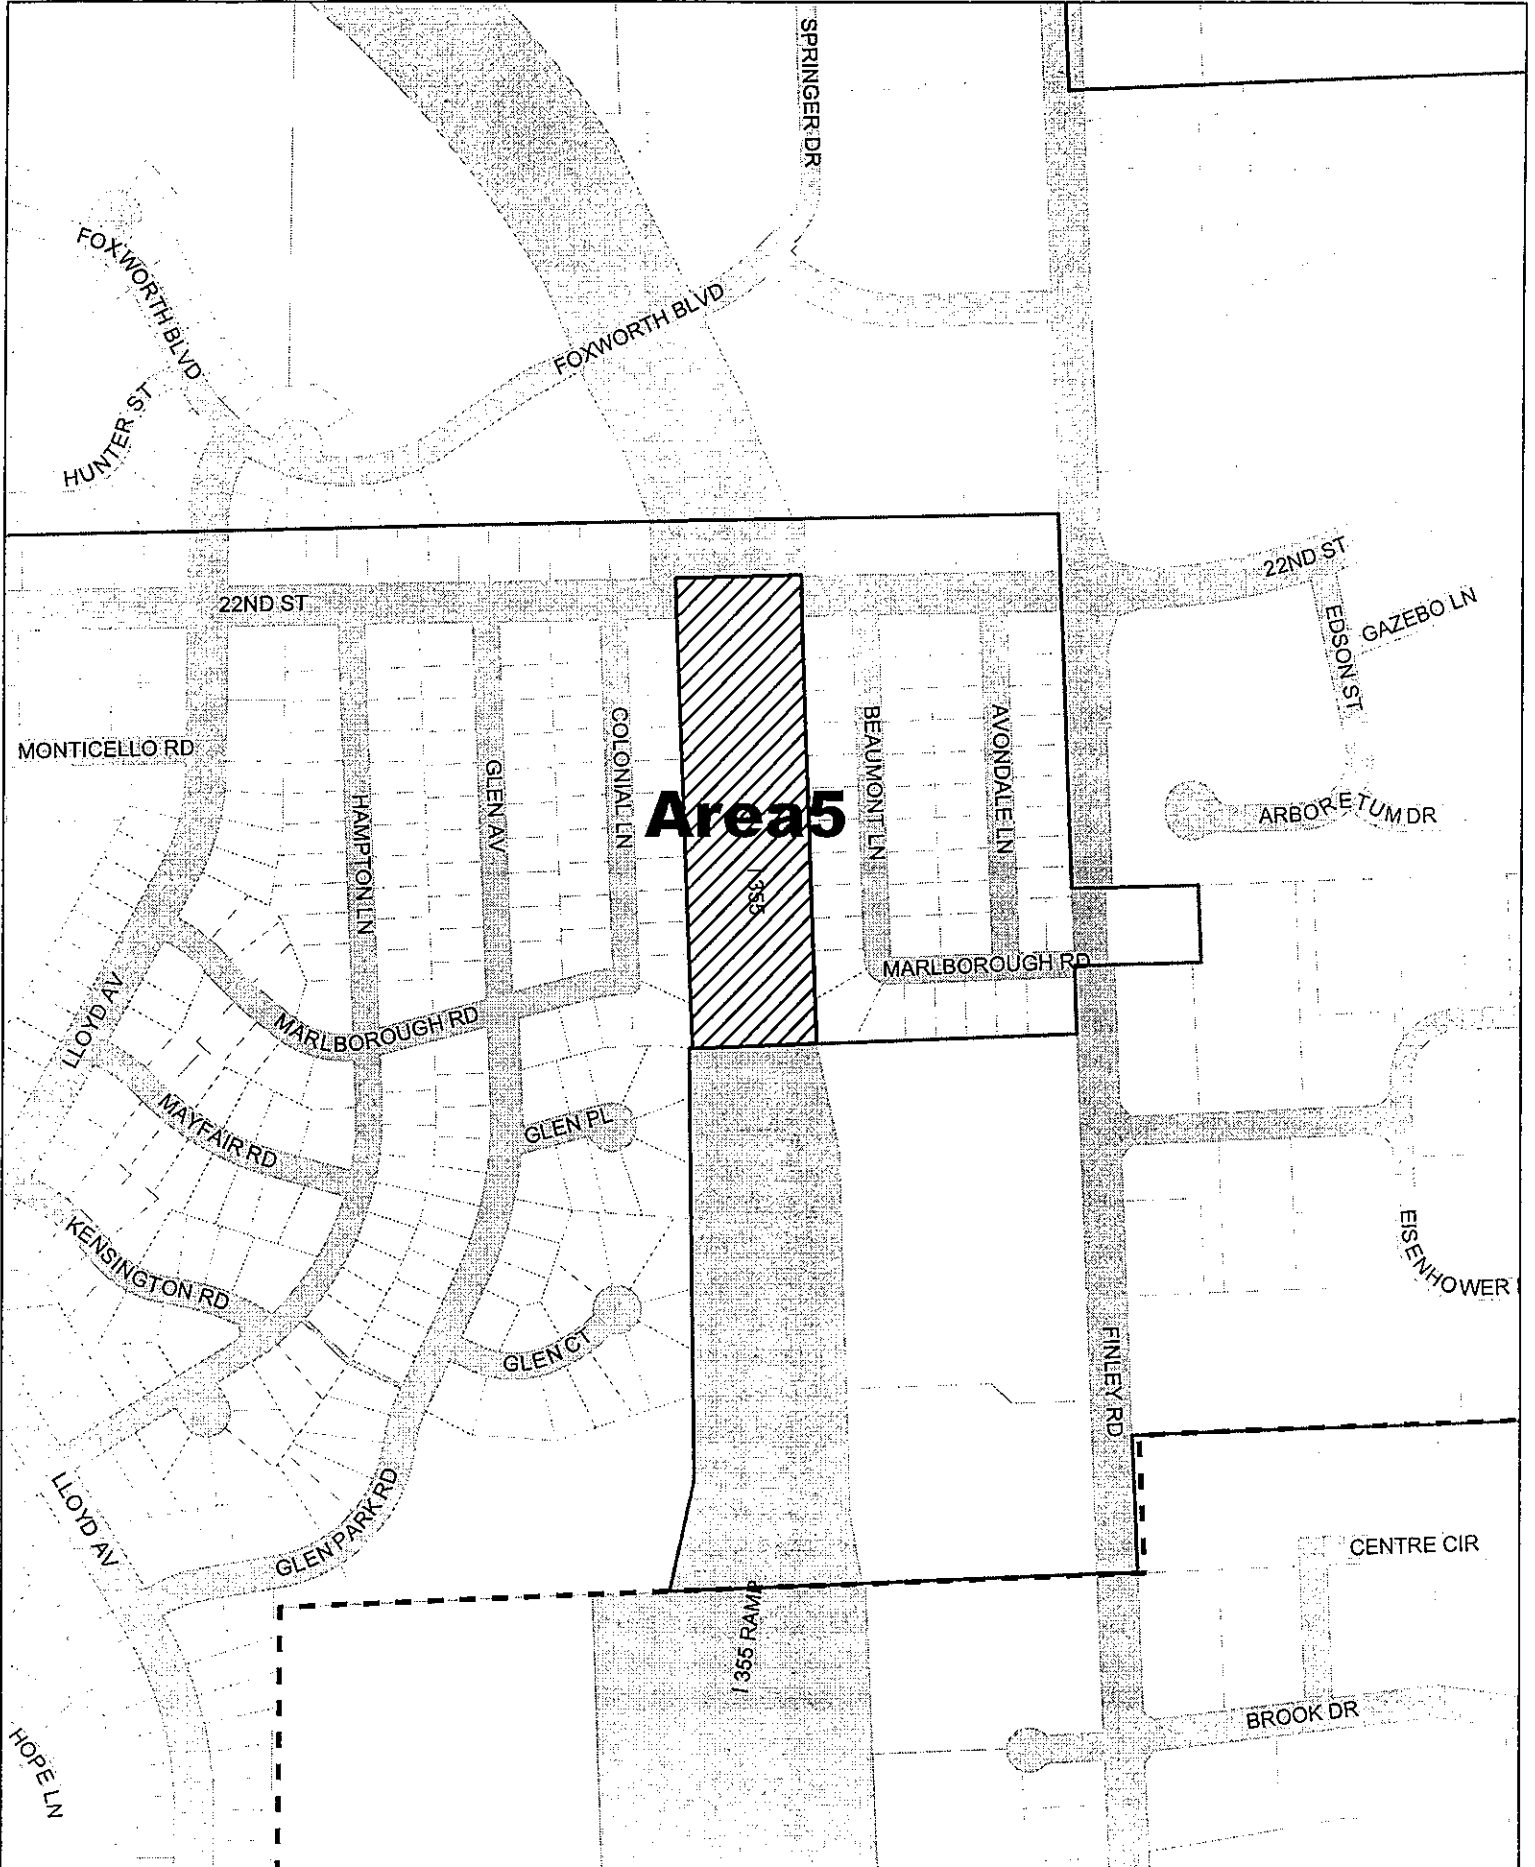 SPRINGER DR
FOXWORTH BLVD
FOXWORTH BLVD
HUNTER ST
22ND ST
22ND ST
GAZEBO LN
EDSON ST
MONTICELLO RD
COLONIAL LN
BEAUMONT LN
AVONDALE LN
GLEN AV
HAMPTON LN
Area5
I 355
ARBORETUM DR
MARLBOROUGH RD
LLOYD AV
MARLBOROUGH RD
MAYFAIR RD
GLEN PL
KENSINGTON RD
EISENHOWER
GLEN CT
FINLEY RD
LLOYD AV
GLEN PARK RD
CENTRE CIR
I 355 RAMP
BROOK DR
HOPE LN